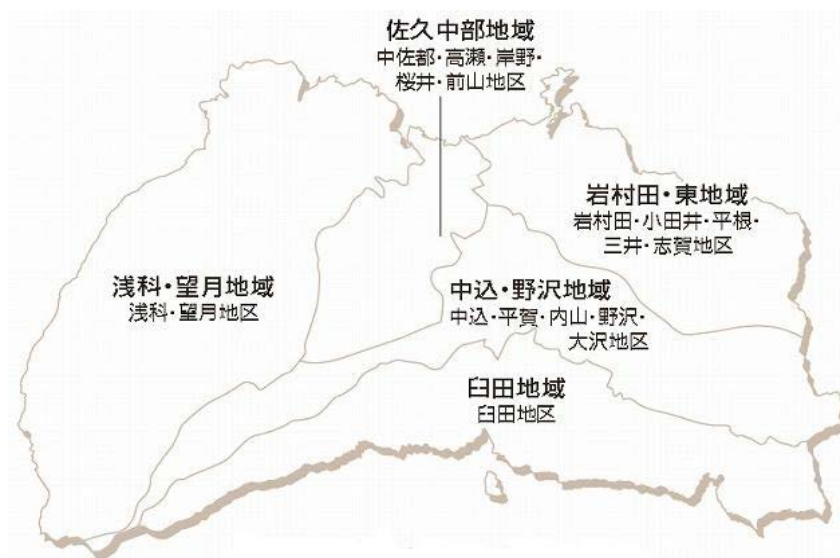 佐久中部地域
中佐都・高瀬・岸野・
桜井・前山地区
岩村田・東地域
岩村田・小田井・平根・
三井・志賀地区
浅科・望月地域
浅科・望月地区
中込・野沢地域
中込・平賀・内山・野沢・
大沢地区
臼田地域
臼田地区